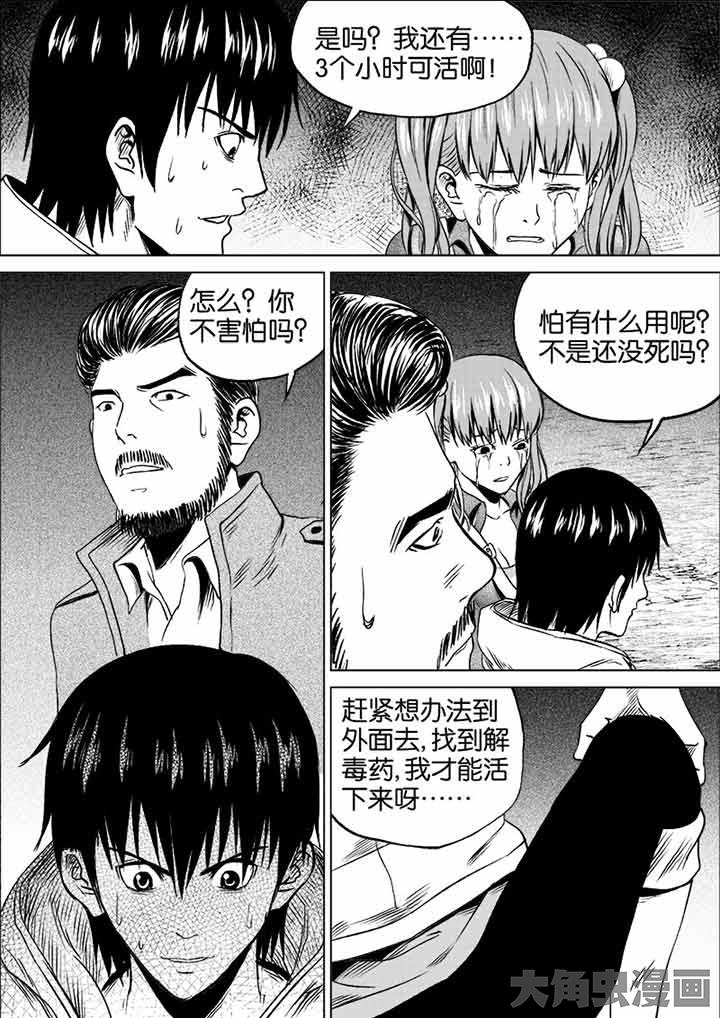 是吗？我还有……
3个小时可活啊！
怎么？你
不害怕吗？
怕有什么用呢？
不是还没死吗？
赶紧想办法到
外面去，找到解
毒药，我才能活
下来呀……
大角虫漫画